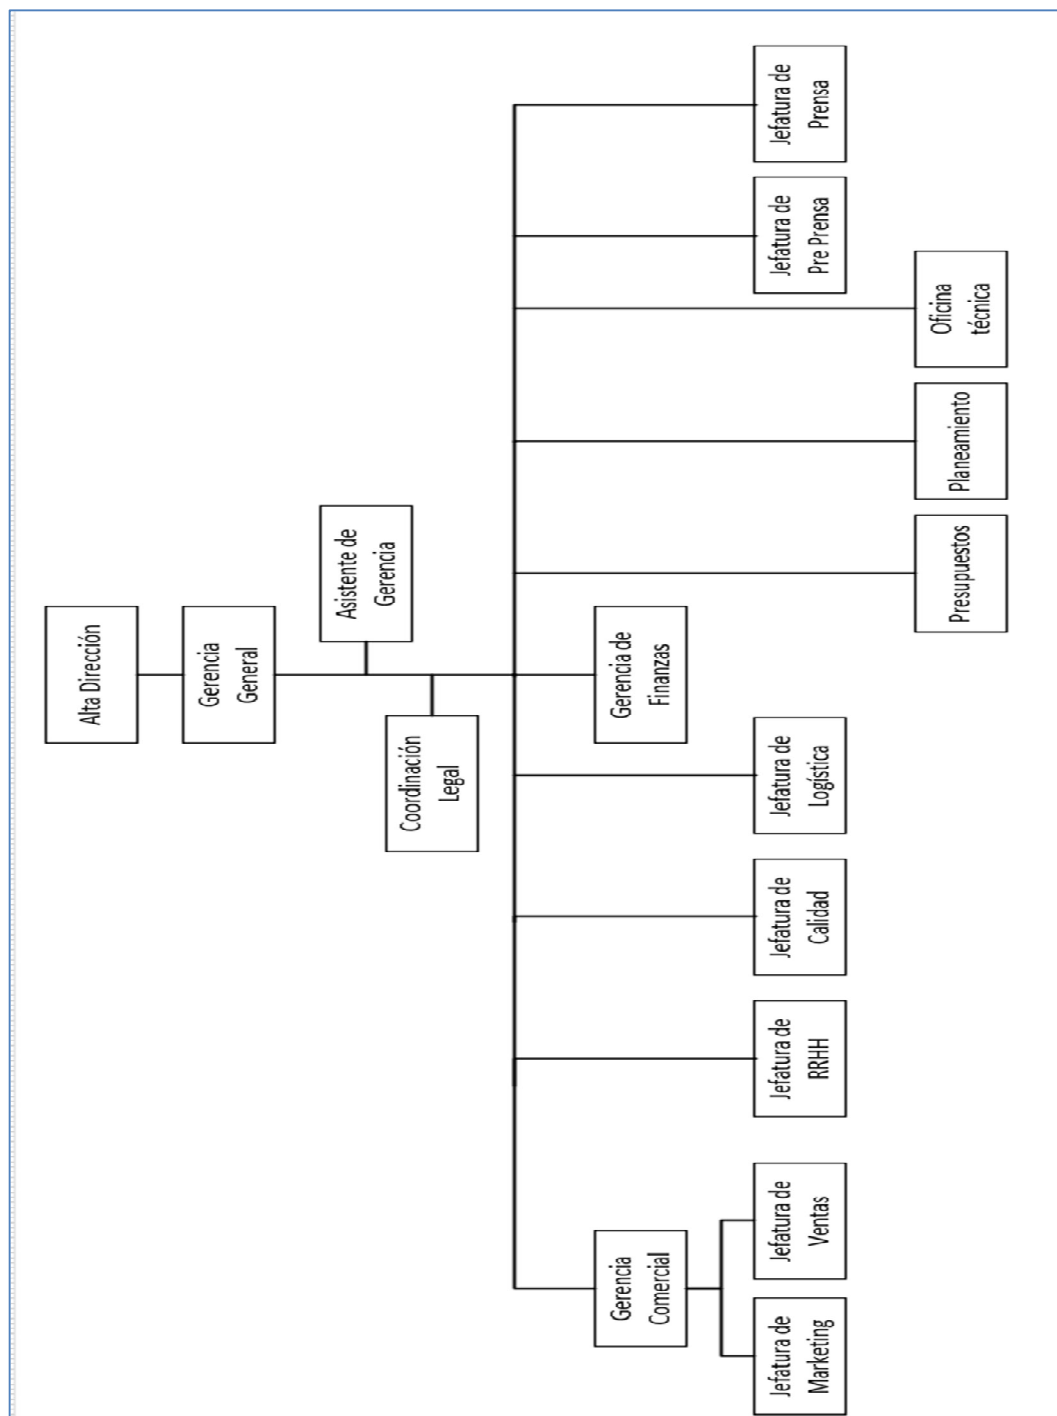 Alta Dirección
Gerencia
General
Asistente de
Gerencia
Coordinación
Legal
Gerencia
Comercial
Gerencia de
Finanzas
Jefatura de
Marketing
Jefatura de
Ventas
Jefatura de
RRHH
Jefatura de
Calidad
Jefatura de
Logística
Jefatura de
Pre Prensa
Jefatura de
Prensa
Presupuestos
Planeamiento
Oficina
técnica